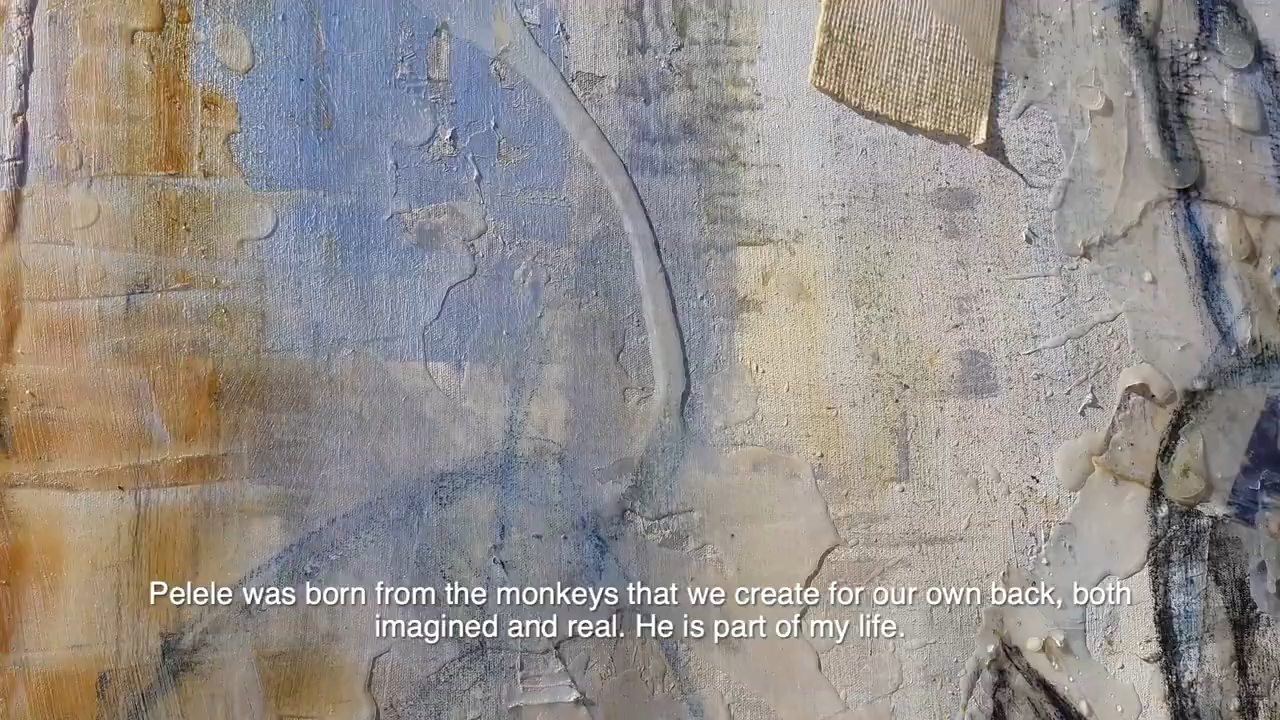 Pelele was born from the monkeys that we create for our own back, both
imagined and real. He is part of my life.